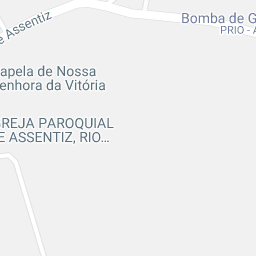 e Assentiz
Bomba de G
PRIO - A
apela de Nossa
enhora da Vitória
GREJA PAROQUIAL
E ASSENTIZ, RIO...